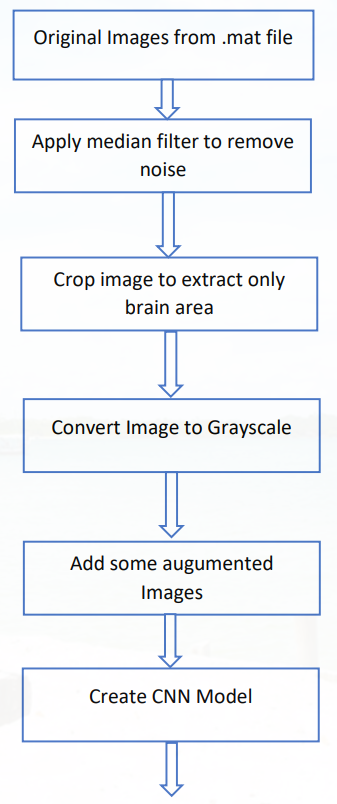 Original Images from .mat file
Apply median filter to remove
noise
Crop image to extract only
brain area
Convert Image to Grayscale
Add some augumented
Images
Create CNN Model